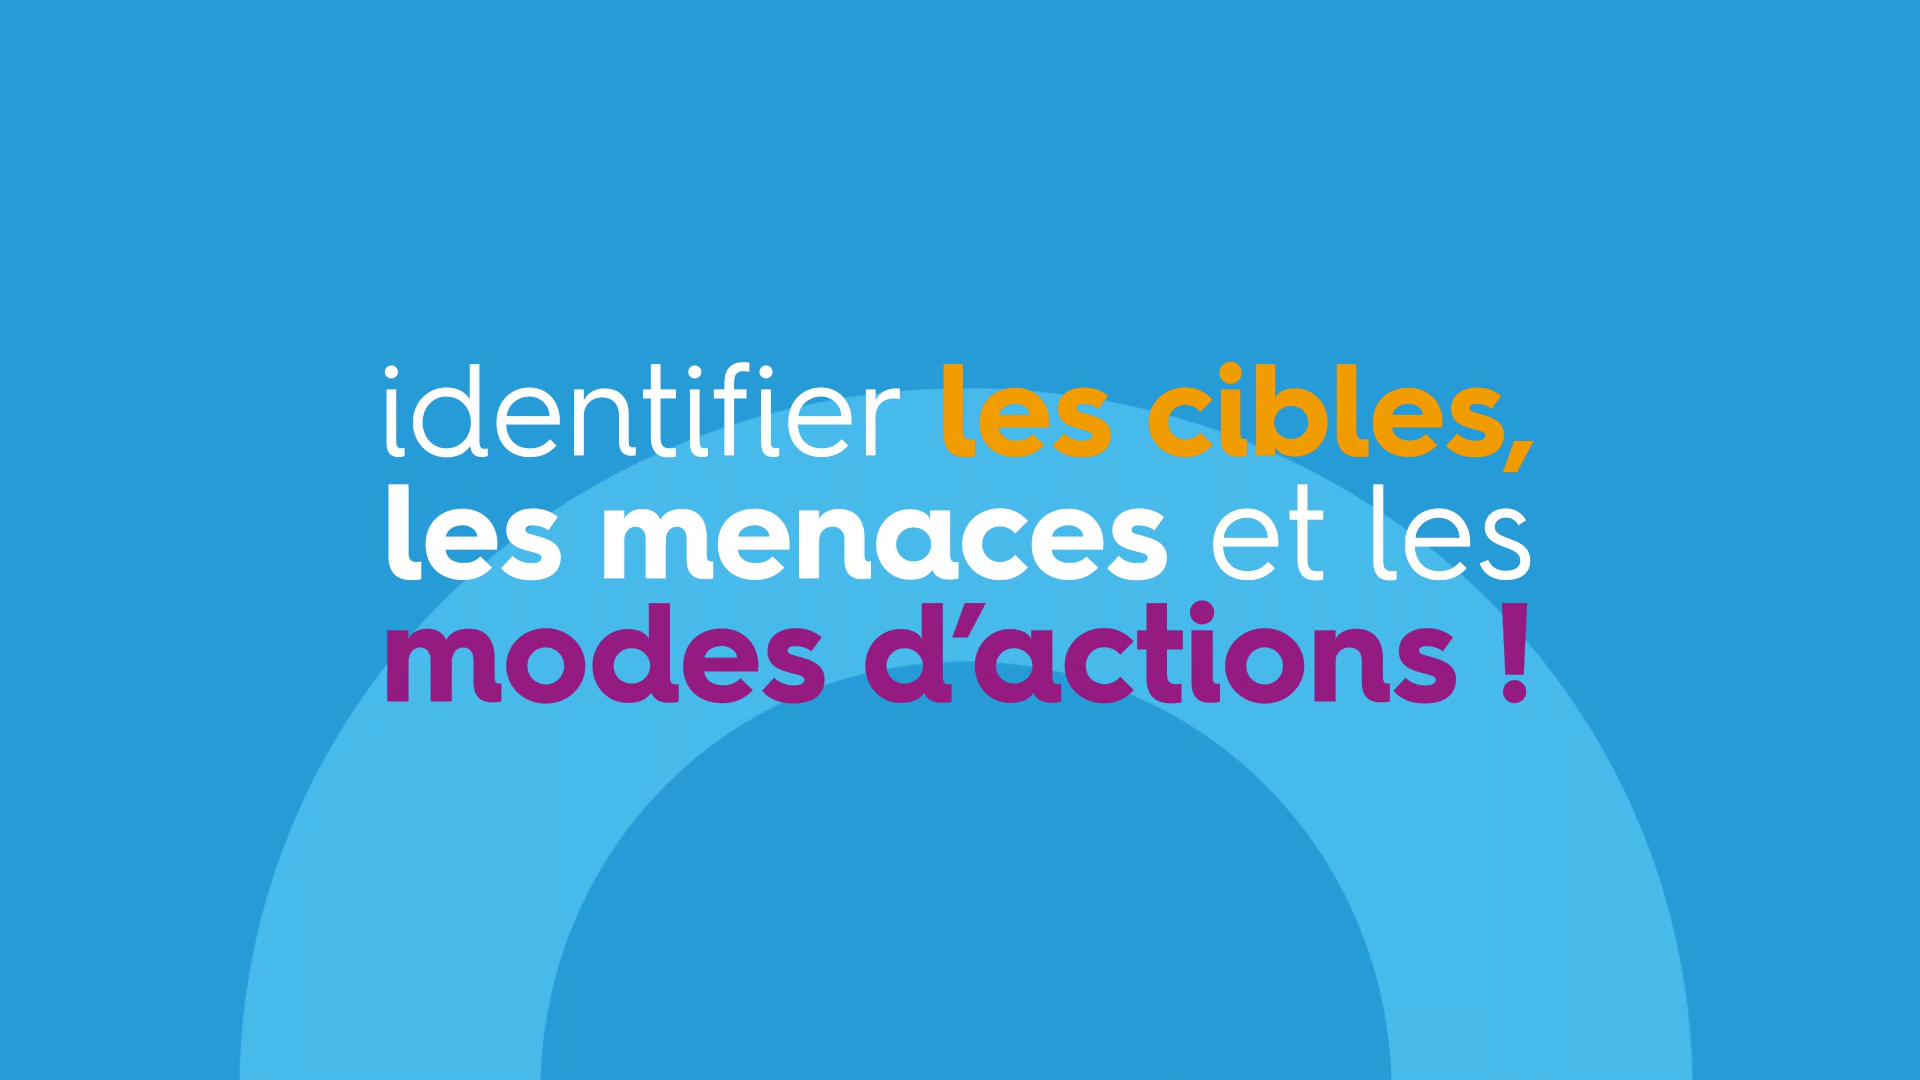 identifier les cibles,
les menaces et les
modes d’actions !